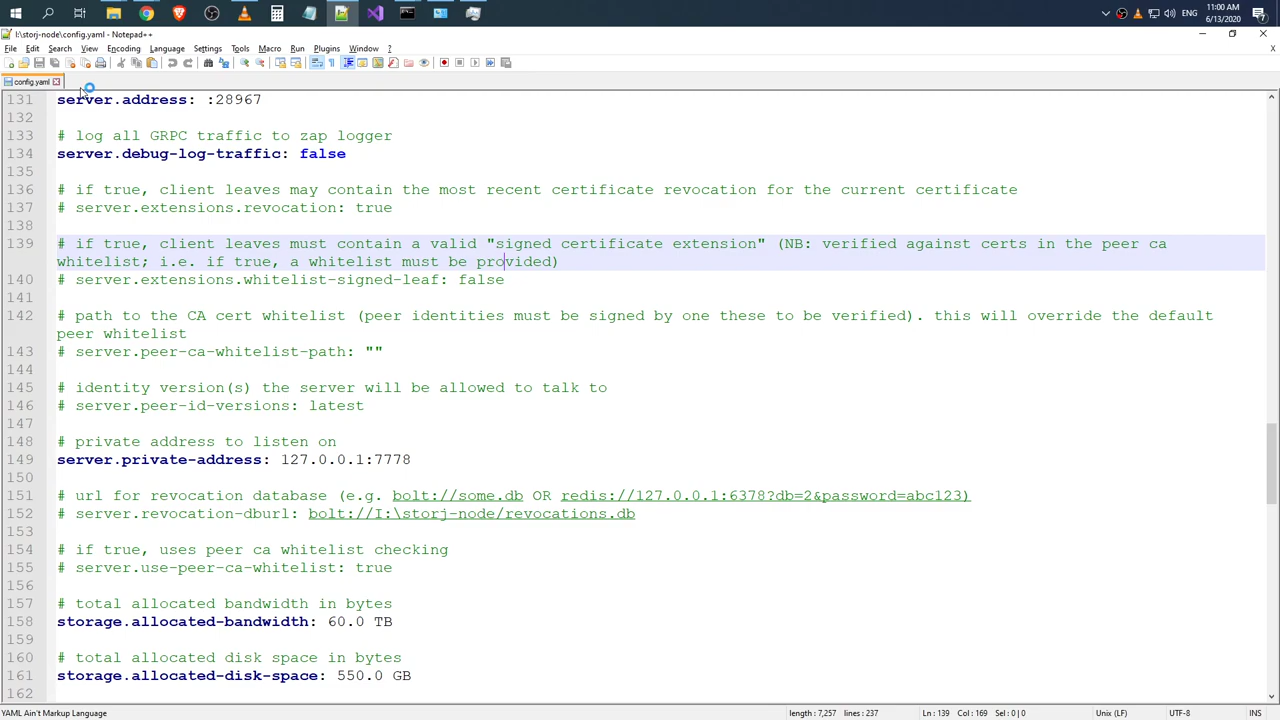 11:00 AM
ENG
6/13/2020
I:\storj-node\config.yaml - Notepad++
File Edit Search View Encoding Language Settings Tools Macro Run Plugins Window ?
config.yaml
131 server.address: :28967
132
133 # log all GRPC traffic to zap logger
134 server.debug-log-traffic: false
135
136 # if true, client leaves may contain the most recent certificate revocation for the current certificate
137 # server.extensions.revocation: true
138
139 # if true, client leaves must contain a valid "signed certificate extension" (NB: verified against certs in the peer ca
whitelist; i.e. if true, a whitelist must be provided)
140 # server.extensions.whitelist-signed-leaf: false
141
142 # path to the CA cert whitelist (peer identities must be signed by one these to be verified). this will override the default
peer whitelist
143 # server.peer-ca-whitelist-path: ""
144
145 # identity version(s) the server will be allowed to talk to
146 # server.peer-id-versions: latest
147
148 # private address to listen on
149 server.private-address: 127.0.0.1:7778
150
151 # url for revocation database (e.g. bolt://some.db OR redis://127.0.0.1:6378?db=2&password=abc123)
152 # server.revocation-dburl: bolt://I:\storj-node/revocations.db
153
154 # if true, uses peer ca whitelist checking
155 # server.use-peer-ca-whitelist: true
156
157 # total allocated bandwidth in bytes
158 storage.allocated-bandwidth: 60.0 TB
159
160 # total allocated disk space in bytes
161 storage.allocated-disk-space: 550.0 GB
162
YAML Ain't Markup Language length : 7,257 lines : 237 Ln : 139 Col : 169 Sel : 0 | 0 Unix (LF) UTF-8 INS